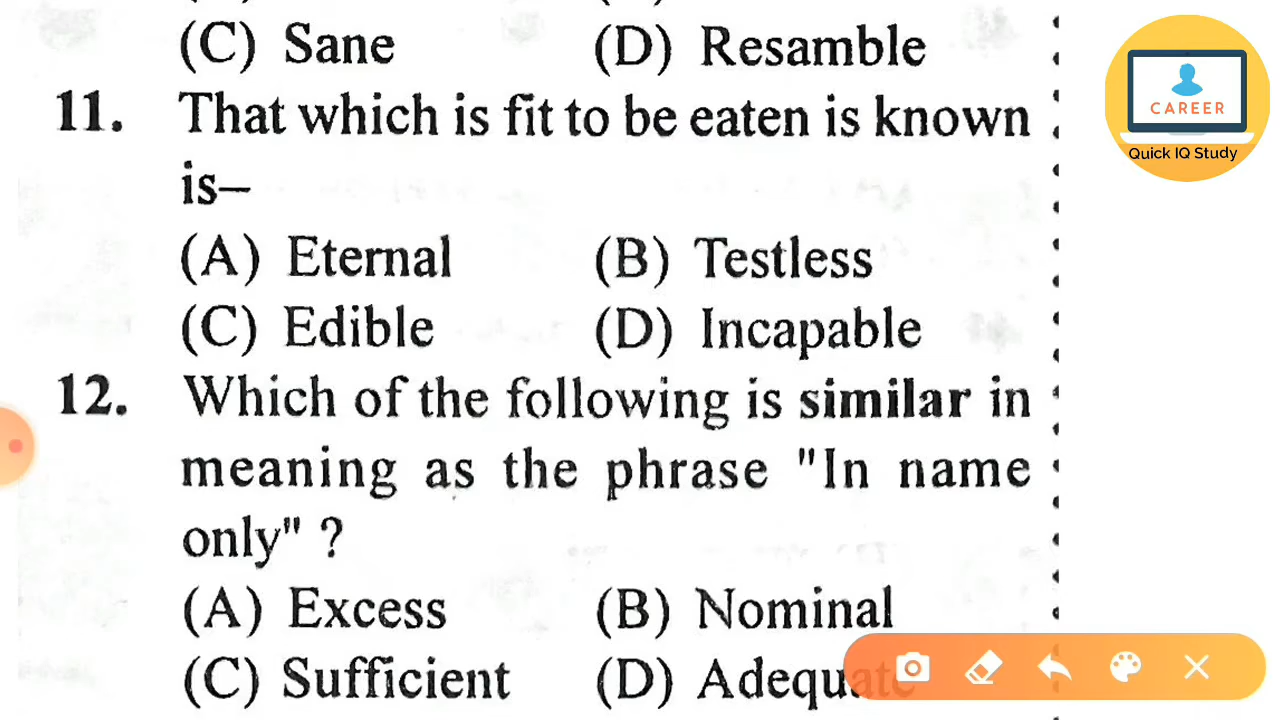 (C) Sane (D) Resamble
11. That which is fit to be eaten is known
is–
(A) Eternal (B) Testless
(C) Edible (D) Incapable
12. Which of the following is similar in
meaning as the phrase "In name
only" ?
(A) Excess (B) Nominal
(C) Sufficient (D) Adequate
CAREER
Quick IQ Study